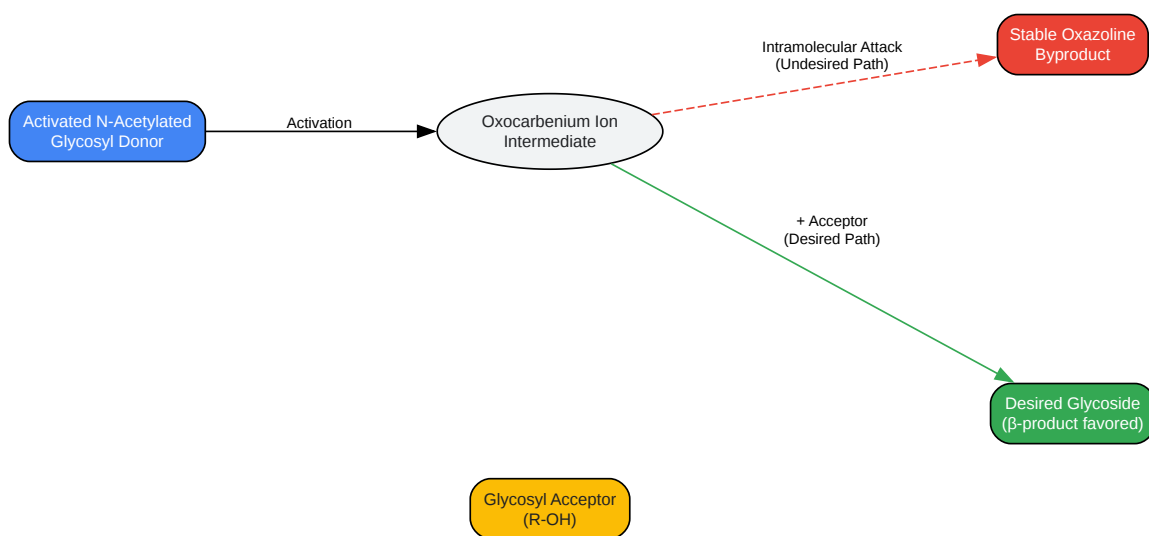 Activated N-Acetylated
Glycosyl Donor
Activation
Oxocarbenium Ion
Intermediate
Intramolecular Attack
(Undesired Path)
Stable Oxazoline
Byproduct
+ Acceptor
(Desired Path)
Desired Glycoside
(β-product favored)
Glycosyl Acceptor
(R-OH)